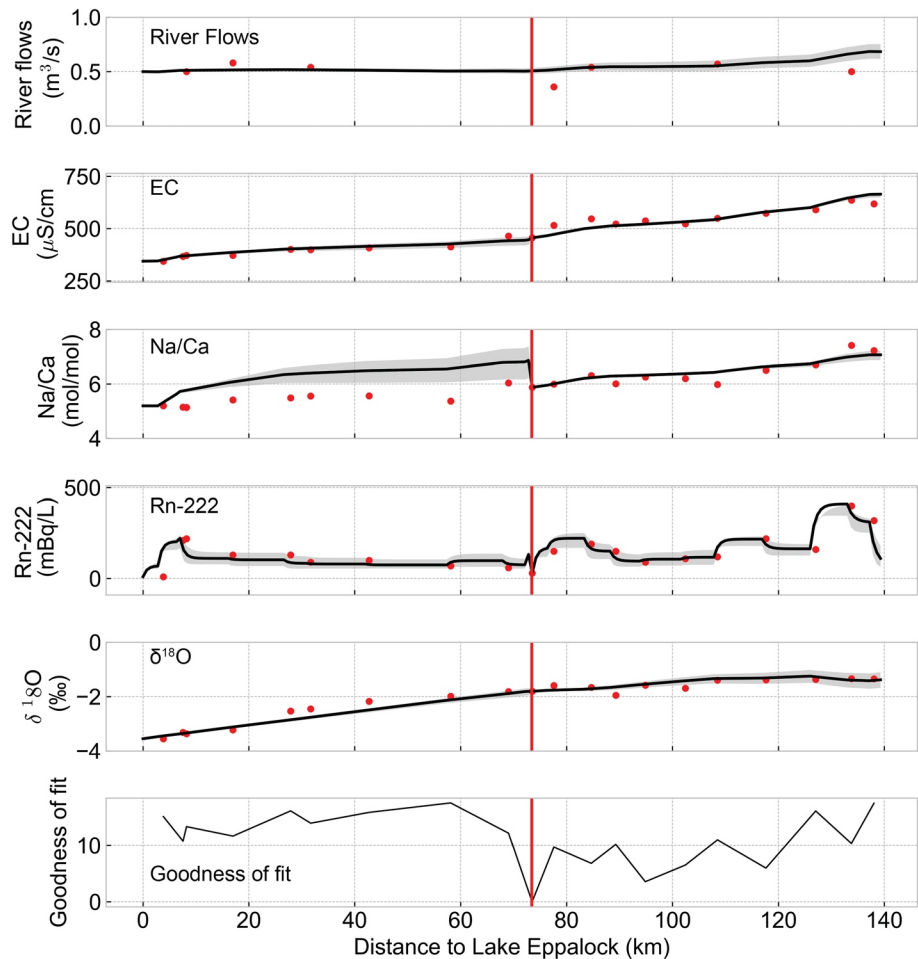 River flows
(m³/s)
1.0
0.5
0.0
River Flows
EC
(μS/cm
750
500
250
EC
Na/Ca
mol/mol)
8
6
4
Na/Ca
Rn-222
(mBq/L)
500
0
Rn-222
δ ¹8O
(‰)
0
−2
−4
δ¹⁸O
Goodness of fit
10
0
Goodness of fit
0 20 40 60 80 100 120 140
Distance to Lake Eppalock (km)